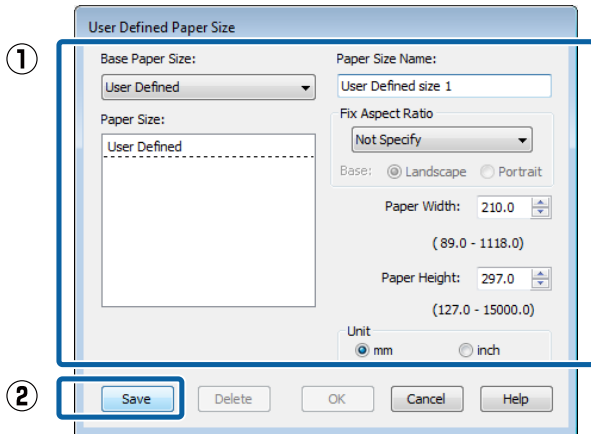 User Defined Paper Size
①
Base Paper Size:
User Defined
Paper Size:
User Defined
Paper Size Name:
User Defined size 1
Fix Aspect Ratio
Not Specify
Base: Landscape Portrait
Paper Width: 210.0
( 89.0 - 1118.0)
Paper Height: 297.0
(127.0 - 15000.0)
Unit
mm inch
②
Save Delete OK Cancel Help